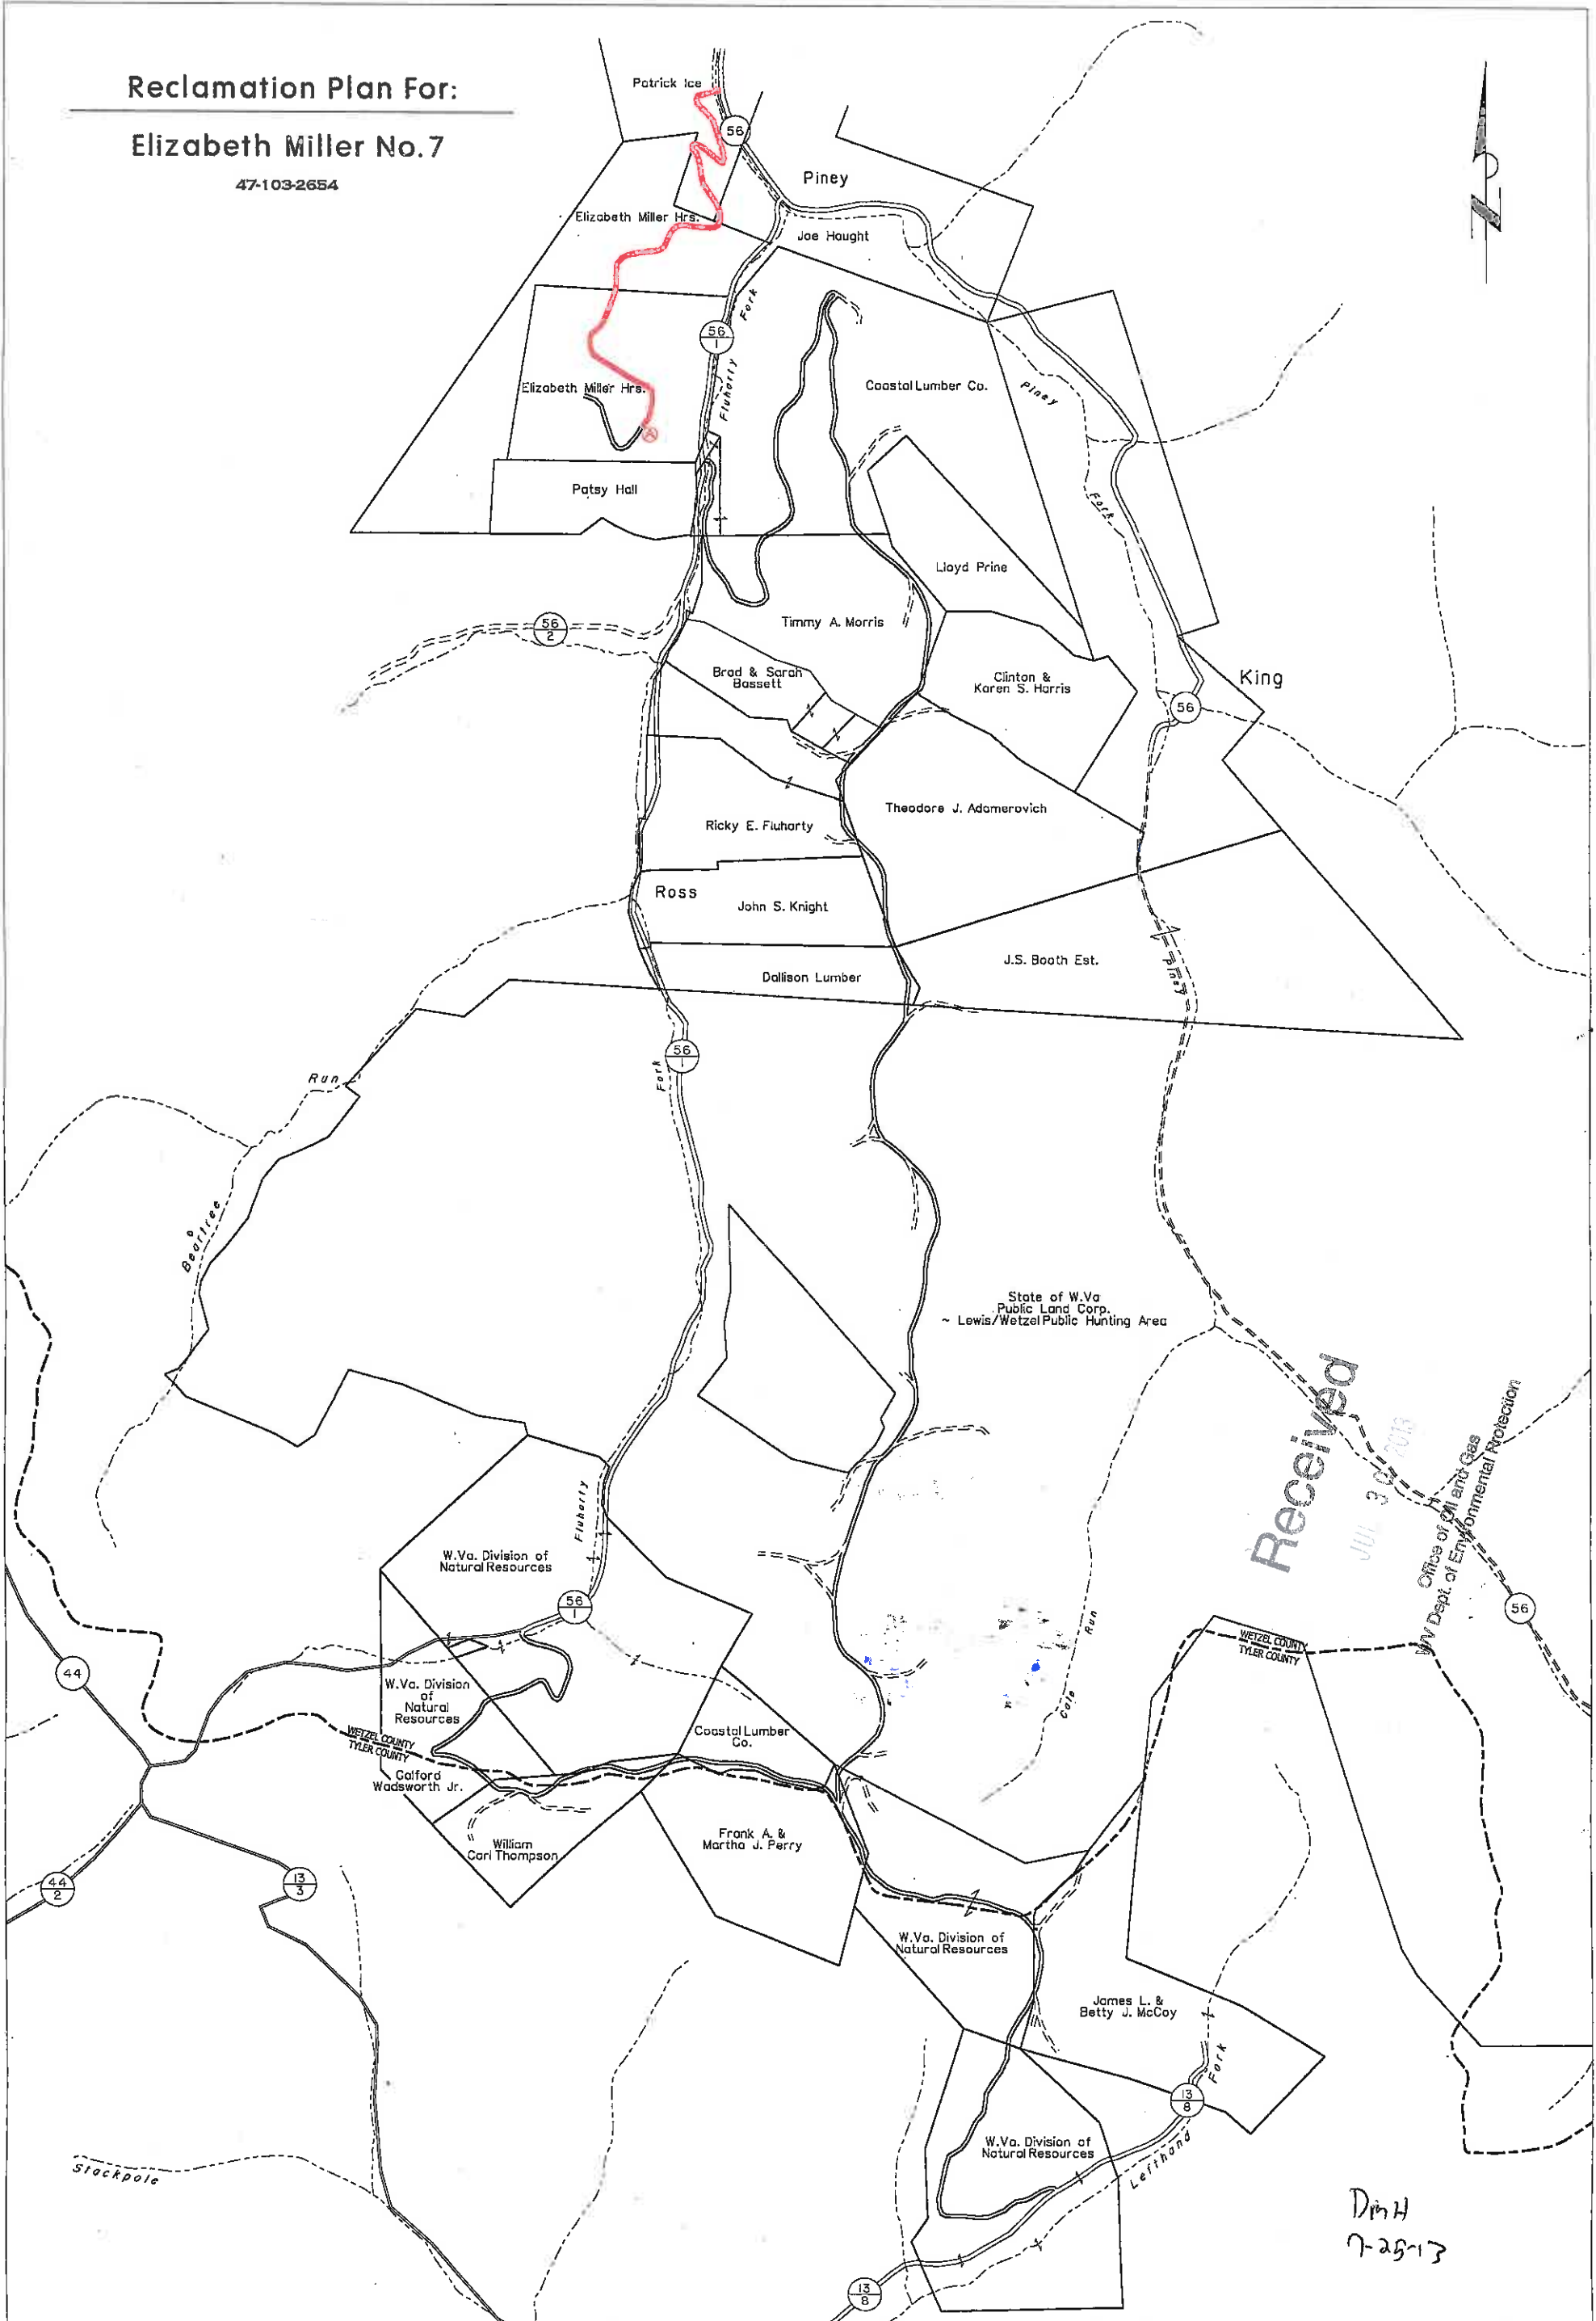 Reclamation Plan For:
Elizabeth Miller No.7
47-103-2654
Patrick Ice
56
Piney
Elizabeth Miller Hrs.
Joe Haught
Fork
56
1
Fluharty
Elizabeth Miller Hrs.
Coastal Lumber Co.
Piney
A
Patsy Hall
Fork
Lloyd Prine
56
2
Timmy A. Morris
Brad & Sarah
Bassett
Clinton &
Karen S. Harris
King
56
Theodore J. Adamerovich
Ricky E. Fluharty
Ross
John S. Knight
J.S. Booth Est.
Piney
Dallison Lumber
56
1
Fork
Run
Beartree
State of W.Va
Public Land Corp.
~ Lewis/Wetzel Public Hunting Area
Received
JUL 30 2013
Office of Oil and Gas
WV Dept. of Environmental Protection
Fluharty
W.Va. Division of
Natural Resources
56
1
56
Run
Cale
WETZEL COUNTY
TYLER COUNTY
44
W.Va. Division
of
Natural
Resources
Coastal Lumber
Co.
WETZEL COUNTY
TYLER COUNTY
Galford
Wadsworth Jr.
William
Carl Thompson
Frank A. &
Martha J. Perry
44
2
13
3
W.Va. Division of
Natural Resources
James L. &
Betty J. McCoy
Fork
13
8
W.Va. Division of
Natural Resources
Lefthand
Stackpole
DmH
7-25-13
13
8